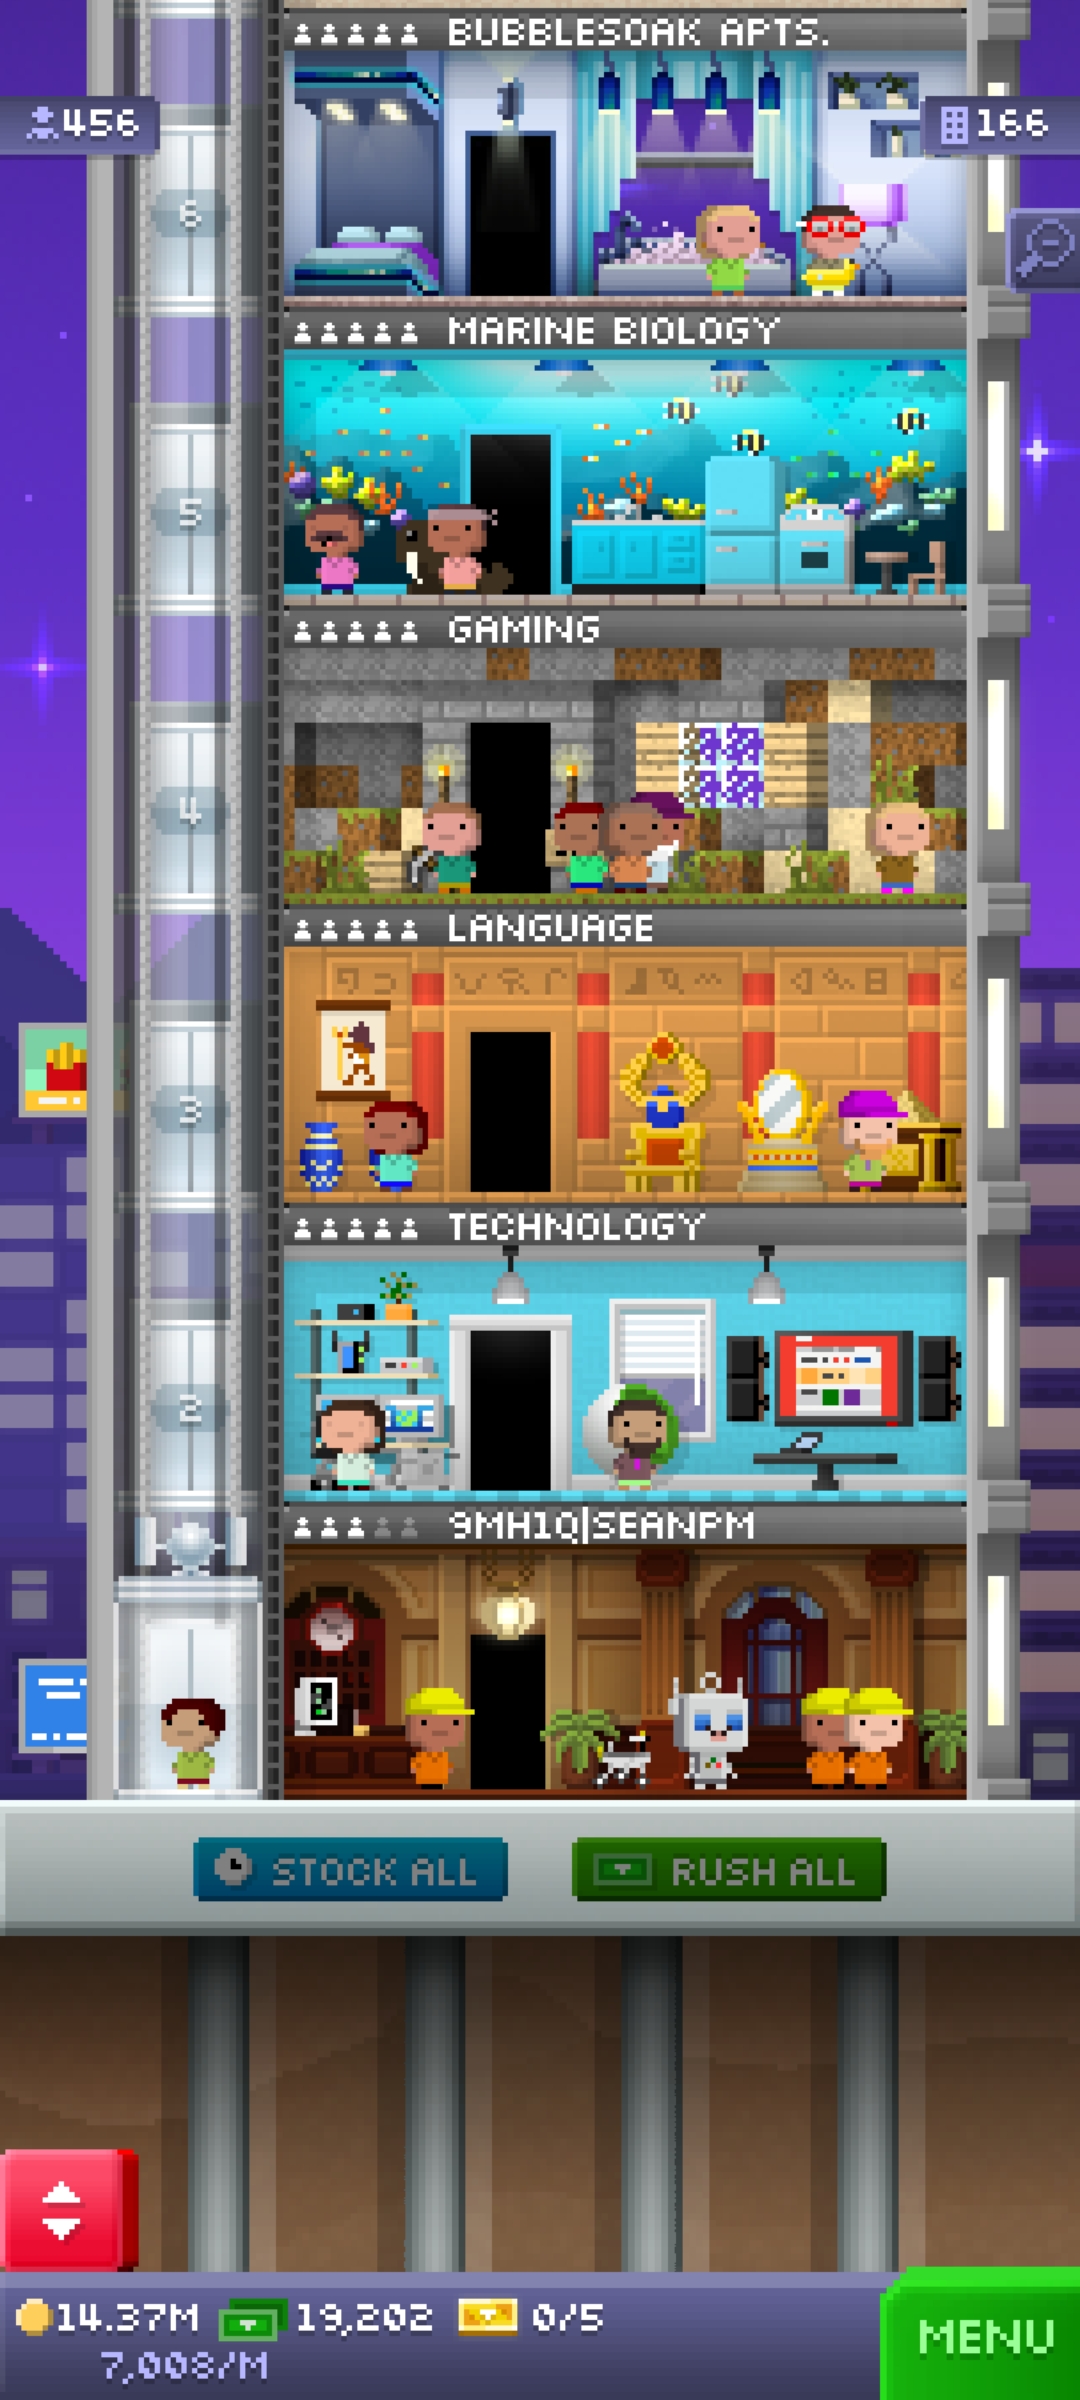 BUBBLESOAK APTS.
456
166
6
MARINE BIOLOGY
5
GAMING
4
LANGUAGE
3
TECHNOLOGY
2
9MH1Q|SEANPM
STOCK ALL
RUSH ALL
14.37M 19,202 0/5
7,008/M
MENU